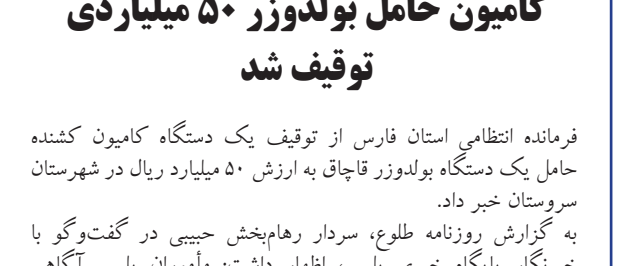 کامیون حامل بولدوزر ۵۰ میلیاردی
توقیف شد
فرمانده انتظامی استان فارس از توقیف یک دستگاه کامیون کشنده
حامل یک دستگاه بولدوزر قاچاق به ارزش ۵۰ میلیارد ریال در شهرستان
سروستان خبر داد.
به گزارش روزنامه طلوع، سردار رهام‌بخش حبیبی در گفت‌وگو با